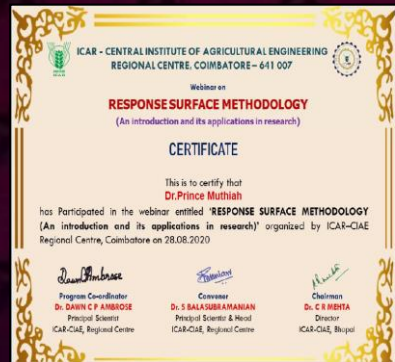 ICAR - CENTRAL INSTITUTE OF AGRICULTURAL ENGINEERING
REGIONAL CENTRE, COIMBATORE – 641 007
Webinar on
RESPONSE SURFACE METHODOLOGY
(An introduction and its applications in research)
CERTIFICATE
This is to certify that
Dr.Prince Muthiah
has Participated in the webinar entitled ‘RESPONSE SURFACE METHODOLOGY
(An introduction and its applications in research)’ organized by ICAR–CIAE
Regional Centre, Coimbatore on 28.08.2020
Program Co-ordinator
Dr. DAWN C P AMBROSE
Principal Scientist
ICAR-CIAE, Regional Centre
Convener
Dr. S BALASUBRAMANIAN
Principal Scientist & Head
ICAR-CIAE, Regional Centre
Chairman
Dr. C R MEHTA
Director
ICAR-CIAE, Bhopal